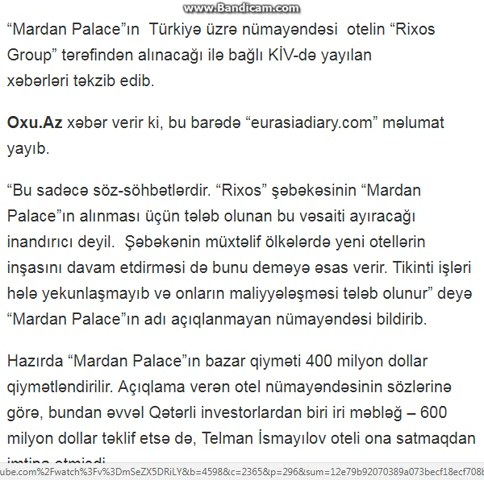 www.Bandicam.com
“Mardan Palace”ın Türkiyə üzrə nümayəndəsi otelin “Rixos
Group” tərəfindən alınacağı ilə bağlı KİV-də yayılan
xəbərləri təkzib edib.
Oxu.Az xəbər verir ki, bu barədə “eurasiadiary.com” məlumat
yayıb.
“Bu sadəcə söz-söhbətlərdir. “Rixos” şəbəkəsinin “Mardan
Palace”ın alınması üçün tələb olunan bu vəsaiti ayıracağı
inandırıcı deyil. Şəbəkənin müxtəlif ölkələrdə yeni otellərin
inşasını davam etdirməsi də bunu deməyə əsas verir. Tikinti işləri
hələ yekunlaşmayıb və onların maliyyələşməsi tələb olunur” deyə
“Mardan Palace”ın adı açıqlanmayan nümayəndəsi bildirib.
Hazırda “Mardan Palace”ın bazar qiyməti 400 milyon dollar
qiymətləndirilir. Açıqlama verən otel nümayəndəsinin sözlərinə
görə, bundan əvvəl Qətərli investorlardan biri iri məbləğ – 600
milyon dollar təklif etsə də, Telman İsmayılov oteli ona satmaqdan
imtina etmişdi
ube.com%2Fwatch%3Fv%3DmSeZX5DRiLY&b=4598&c=2365&p=296&sum=12e79b92070389a073becf18ecf708b